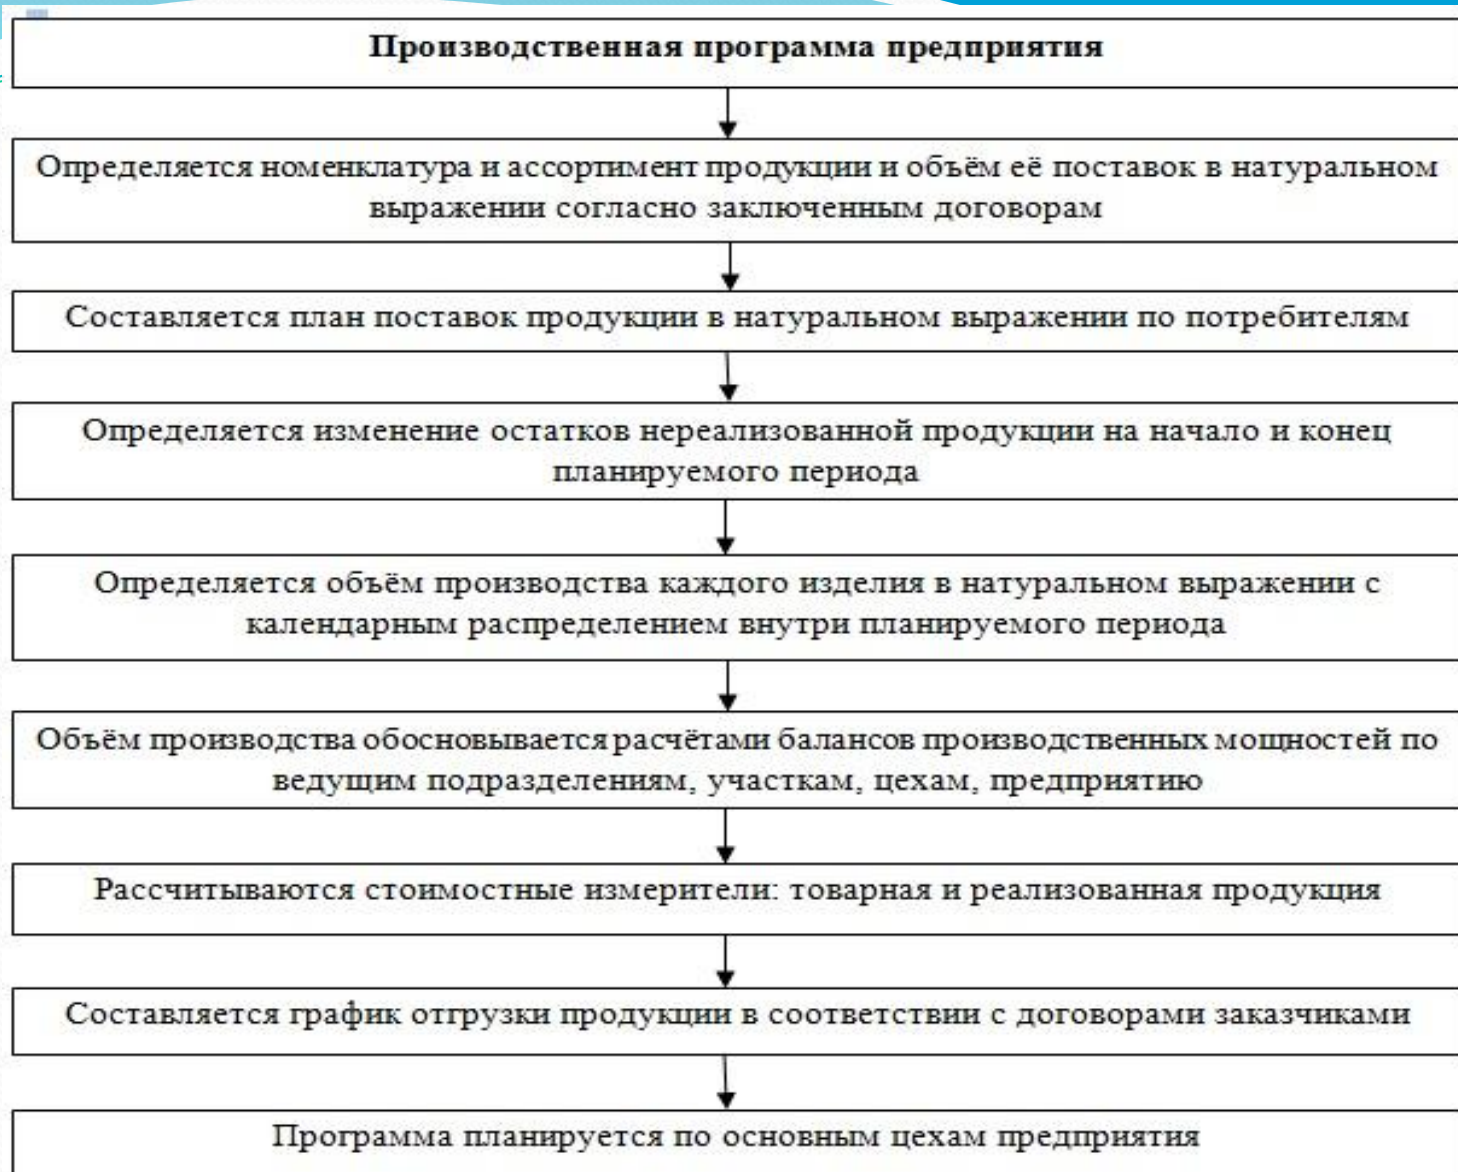 Производственная программа предприятия
Определяется номенклатура и ассортимент продукции и объём её поставок в натуральном
выражении согласно заключенным договорам
Составляется план поставок продукции в натуральном выражении по потребителям
Определяется изменение остатков нереализованной продукции на начало и конец
планируемого периода
Определяется объём производства каждого изделия в натуральном выражении с
календарным распределением внутри планируемого периода
Объём производства обосновывается расчётами балансов производственных мощностей по
ведущим подразделениям, участкам, цехам, предприятию
Рассчитываются стоимостные измерители: товарная и реализованная продукция
Составляется график отгрузки продукции в соответствии с договорами заказчиками
Программа планируется по основным цехам предприятия